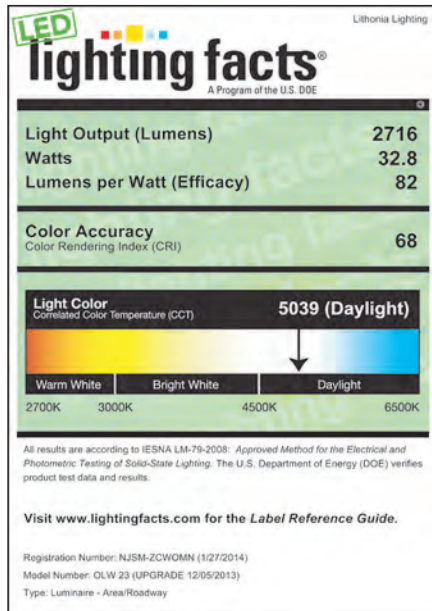 LED
Lithonia Lighting
lighting facts®
A Program of the U.S. DOE
Light Output (Lumens) 2716
Watts 32.8
Lumens per Watt (Efficacy) 82
Color Accuracy
Color Rendering Index (CRI) 68
Light Color
Correlated Color Temperature (CCT) 5039 (Daylight)
Warm White Bright White Daylight
2700K 3000K 4500K 6500K
All results are according to IESNA LM-79-2008: Approved Method for the Electrical and
Photometric Testing of Solid-State Lighting. The U.S. Department of Energy (DOE) verifies
product test data and results.
Visit www.lightingfacts.com for the Label Reference Guide.
Registration Number: NJSM-ZCWOMN (1/27/2014)
Model Number: OLW 23 (UPGRADE 12/05/2013)
Type: Luminaire - Area/Roadway